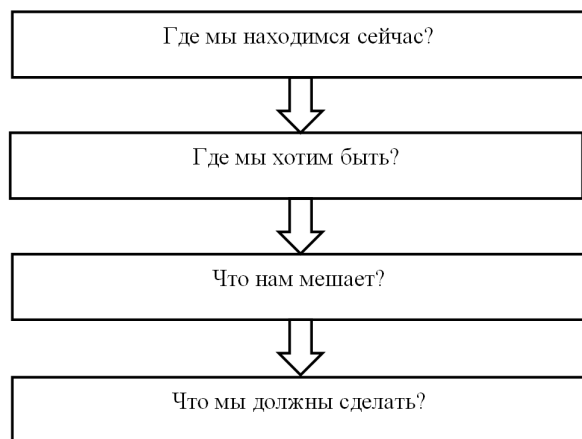 Где мы находимся сейчас?
Где мы хотим быть?
Что нам мешает?
Что мы должны сделать?